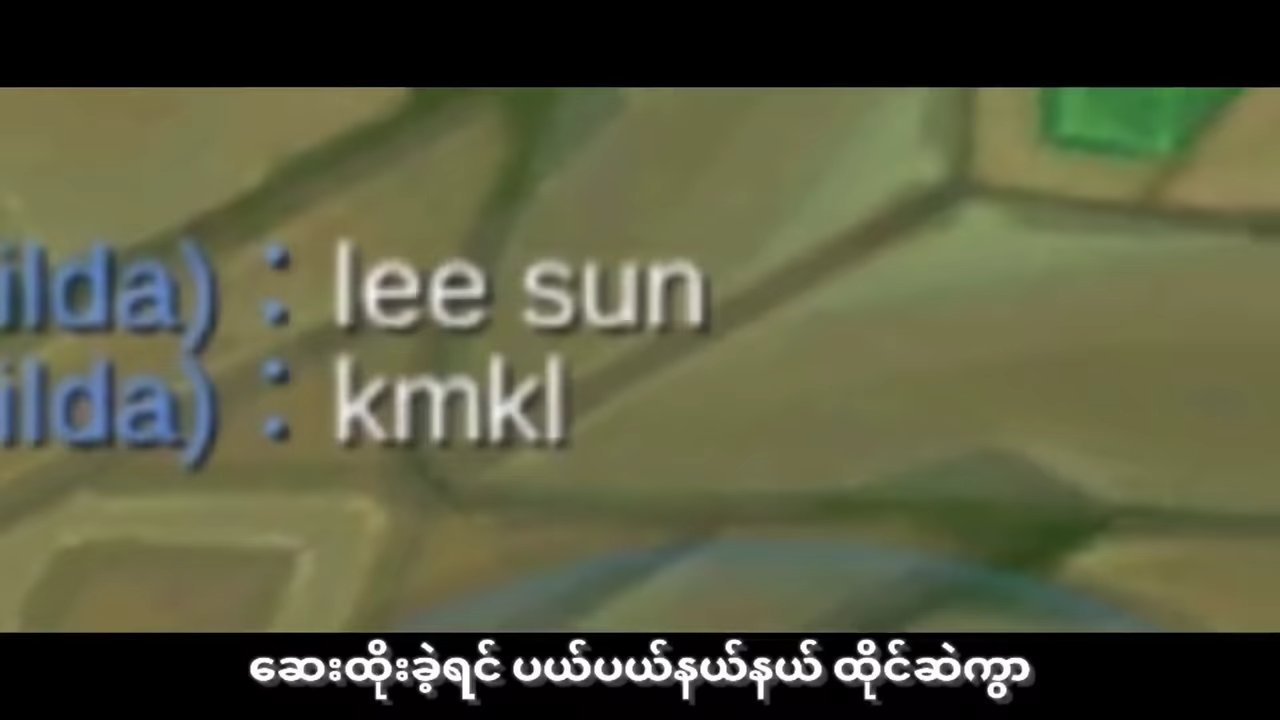 ilda) : lee sun
ilda) : kmkl
ဆေးထိုးခဲ့ရင် ပယ်ပယ်နယ်နယ် ထိုင်ဆဲကွာ